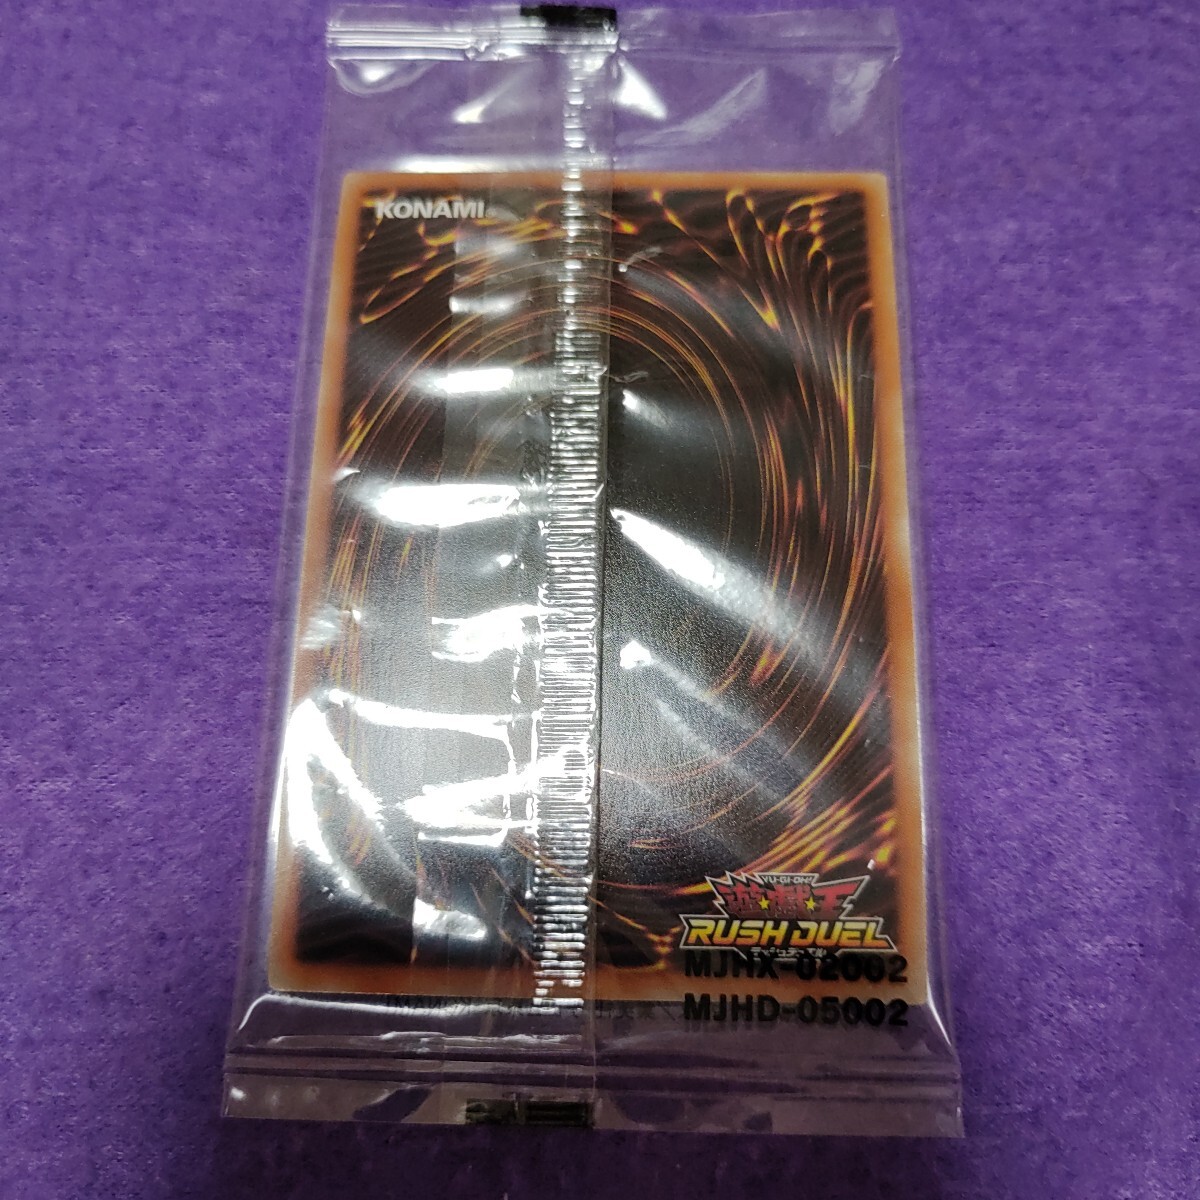 KONAMI
YU-GI-OH!
遊☆戯☆王
RUSH DUEL
ラッシュデュエル
MJHX-02002
MJHD-05002